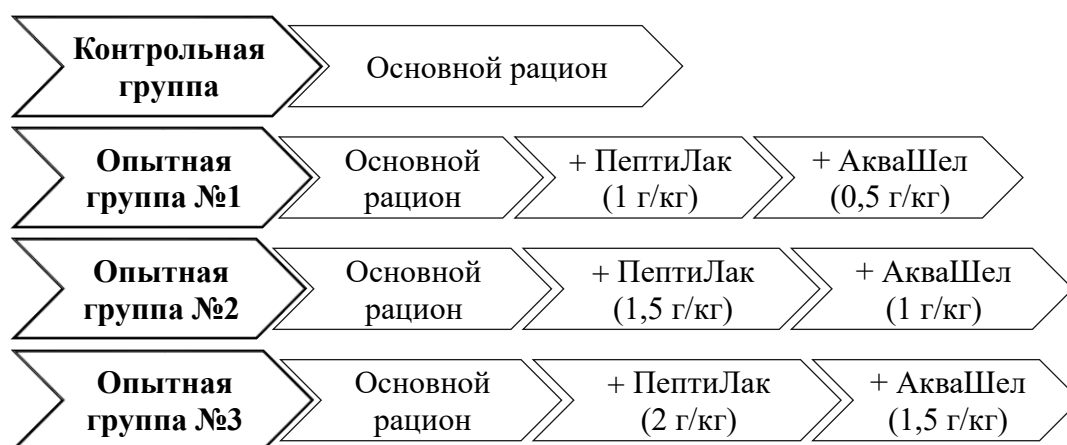 Контрольная
группа
Основной рацион
Опытная
группа №1
Основной
рацион
+ ПептиЛак
(1 г/кг)
+ АкваШел
(0,5 г/кг)
Опытная
группа №2
Основной
рацион
+ ПептиЛак
(1,5 г/кг)
+ АкваШел
(1 г/кг)
Опытная
группа №3
Основной
рацион
+ ПептиЛак
(2 г/кг)
+ АкваШел
(1,5 г/кг)